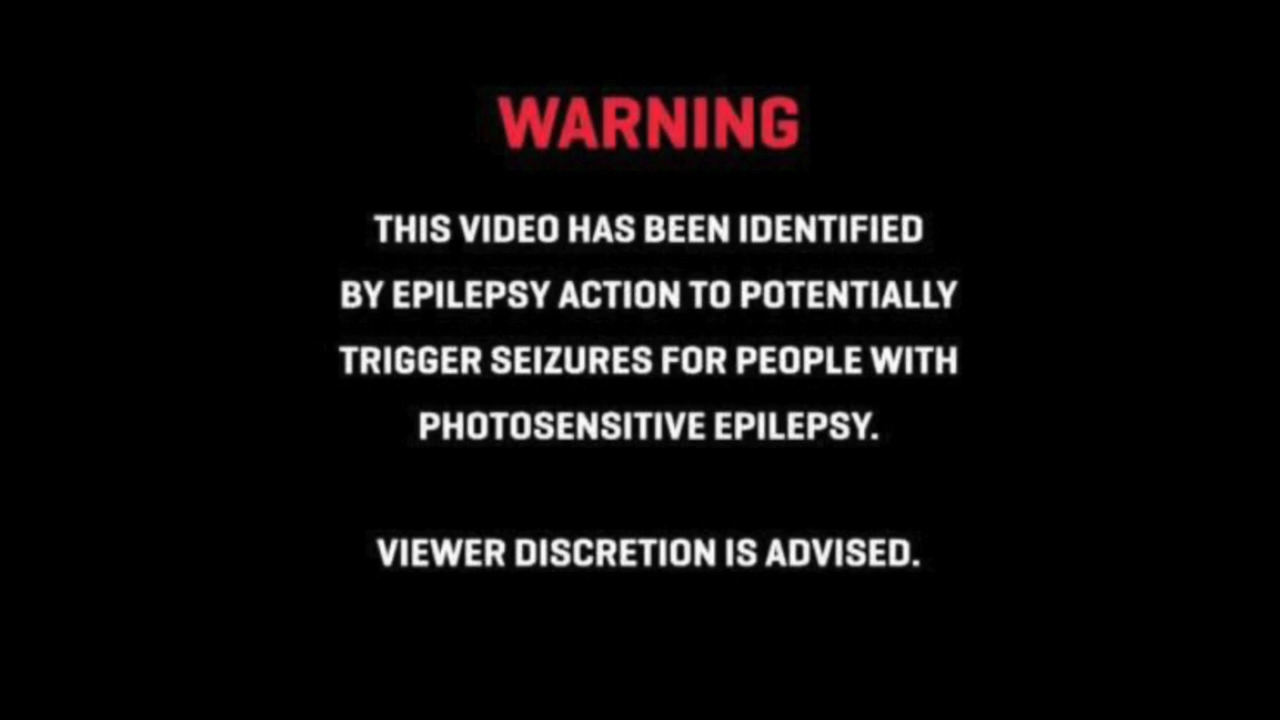 WARNING
THIS VIDEO HAS BEEN IDENTIFIED
BY EPILEPSY ACTION TO POTENTIALLY
TRIGGER SEIZURES FOR PEOPLE WITH
PHOTOSENSITIVE EPILEPSY.
VIEWER DISCRETION IS ADVISED.